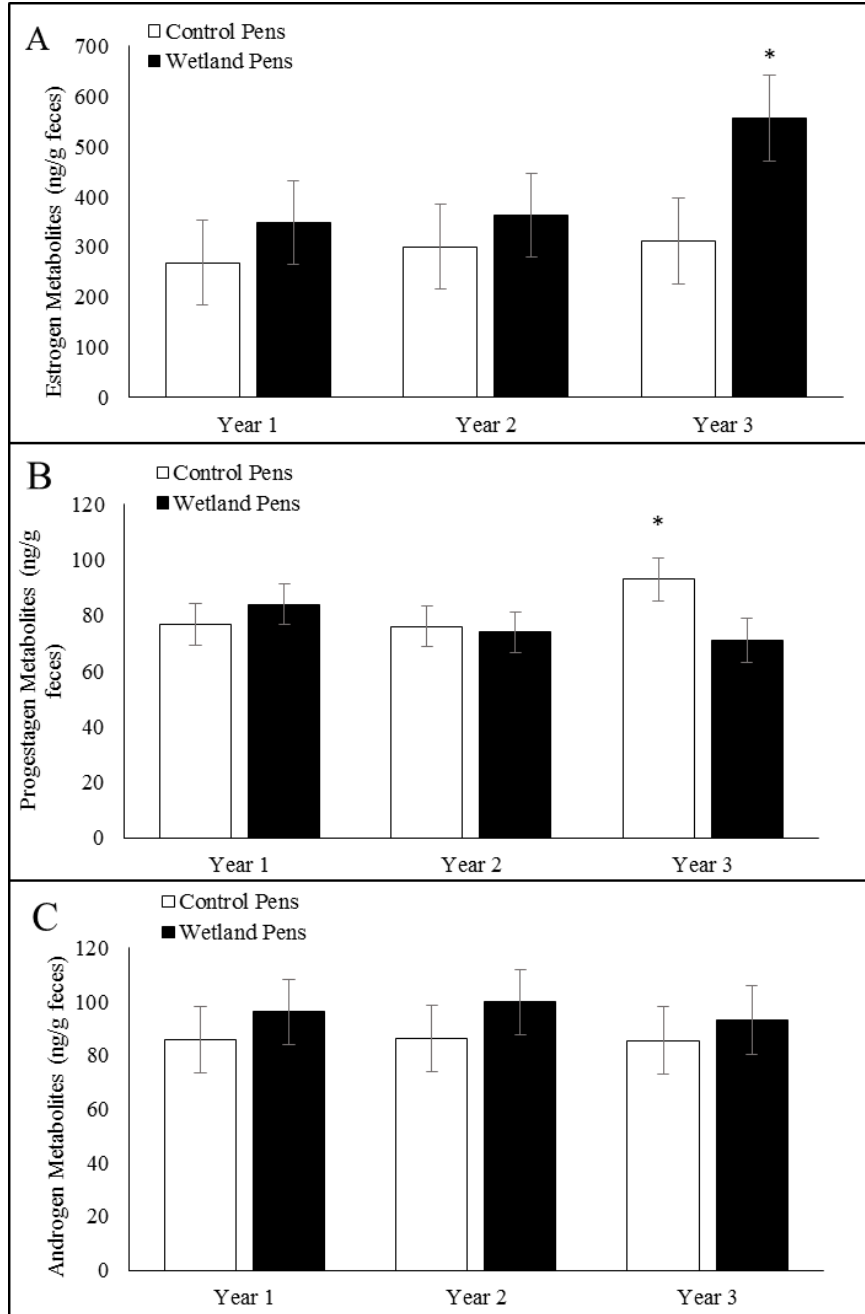 A
Control Pens
Wetland Pens
*
700
600
500
400
300
200
100
0
Estrogen Metabolites (ng/g feces)
Year 1 Year 2 Year 3
B
Control Pens
Wetland Pens
*
120
100
80
60
40
20
0
Progestagen Metabolites (ng/g
feces)
Year 1 Year 2 Year 3
C
Control Pens
Wetland Pens
120
100
80
60
40
20
0
Androgen Metabolites (ng/g feces)
Year 1 Year 2 Year 3